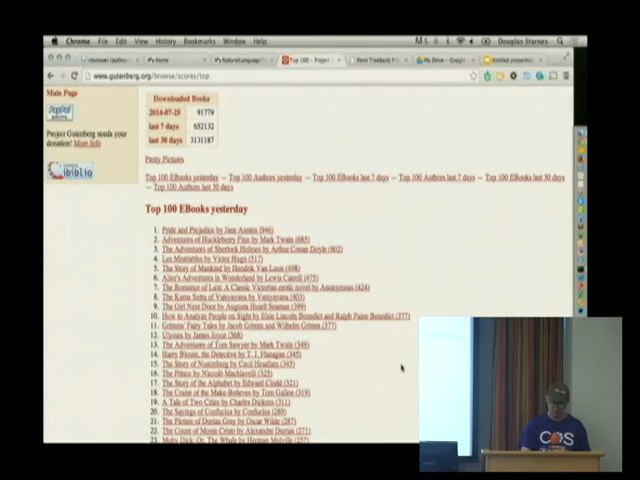 Chrome File Edit View History Bookmarks Window Help Douglas Starnes
IPy Home
Top 100 - Project
My Drive - Google
www.gutenberg.org/browse/scores/top
Main Page
PayPal
Project Gutenberg needs your
donation! More Info
ibiblio
Downloaded Books
2014-07-25 91779
last 7 days 652132
last 30 days 3131187
Pretty Pictures
Top 100 EBooks yesterday — Top 100 Authors yesterday — Top 100 EBooks last 7 days — Top 100 Authors last 7 days — Top 100 EBooks last 30 days
— Top 100 Authors last 30 days
Top 100 EBooks yesterday
1. Pride and Prejudice by Jane Austen (946)
2. Adventures of Huckleberry Finn by Mark Twain (685)
3. The Adventures of Sherlock Holmes by Arthur Conan Doyle (602)
4. Les Misérables by Victor Hugo (517)
5. The Story of Mankind by Hendrik Van Loon (498)
6. Alice's Adventures in Wonderland by Lewis Carroll (475)
7. The Romance of Lust: A Classic Victorian erotic novel by Anonymous (424)
8. The Kama Sutra of Vatsyayana by Vatsyayana (403)
9. The Girl Next Door by Augusta Huiell Seaman (399)
10. How to Analyze People on Sight by Elsie Lincoln Benedict and Ralph Paine Benedict (377)
11. Grimms' Fairy Tales by Jacob Grimm and Wilhelm Grimm (377)
12. Ulysses by James Joyce (368)
13. The Adventures of Tom Sawyer by Mark Twain (349)
14. Harry Blount, the Detective by T. J. Flanagan (345)
15. The Story of Nuremberg by Cecil Headlam (345)
16. The Prince by Niccolò Machiavelli (325)
17. The Story of the Alphabet by Edward Clodd (321)
18. The Cruise of the Make-Believes by Tom Gallon (319)
19. A Tale of Two Cities by Charles Dickens (311)
20. The Sayings of Confucius by Confucius (289)
21. The Picture of Dorian Gray by Oscar Wilde (287)
22. The Count of Monte Cristo by Alexandre Dumas (271)
23. Moby Dick; Or, The Whale by Herman Melville (257)